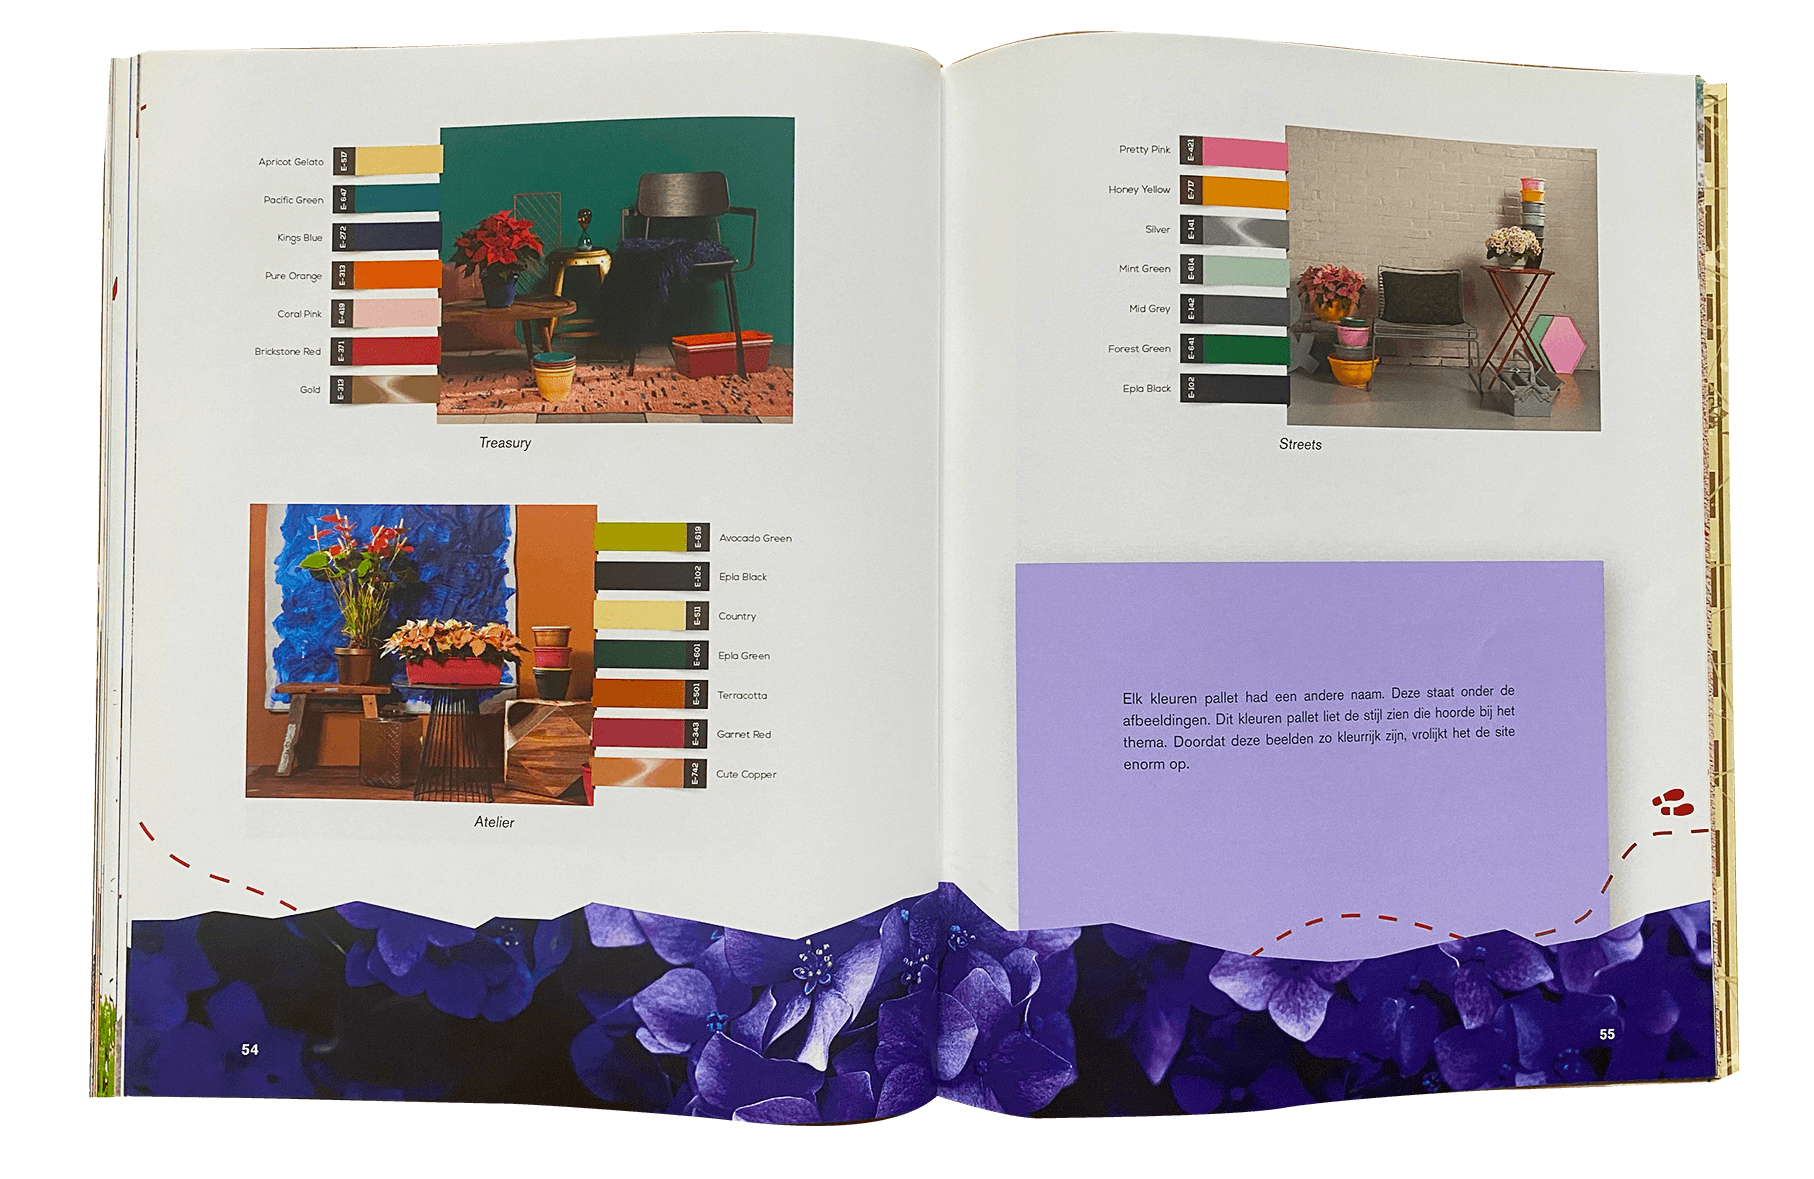 Apricot Gelato E-517
Pacific Green E-647
Kings Blue E-272
Pure Orange E-313
Coral Pink E-419
Brickstone Red E-371
Gold E-313
Treasury
E-619 Avocado Green
E-102 Epla Black
E-511 Country
E-601 Epla Green
E-501 Terracotta
E-343 Garnet Red
E-742 Cute Copper
Atelier
54
Pretty Pink E-421
Honey Yellow E-717
Silver E-141
Mint Green E-614
Mid Grey E-142
Forest Green E-641
Epla Black E-102
Streets
Elk kleuren pallet had een andere naam. Deze staat onder de
afbeeldingen. Dit kleuren pallet liet de stijl zien die hoorde bij het
thema. Doordat deze beelden zo kleurrijk zijn, vrolijkt het de site
enorm op.
55